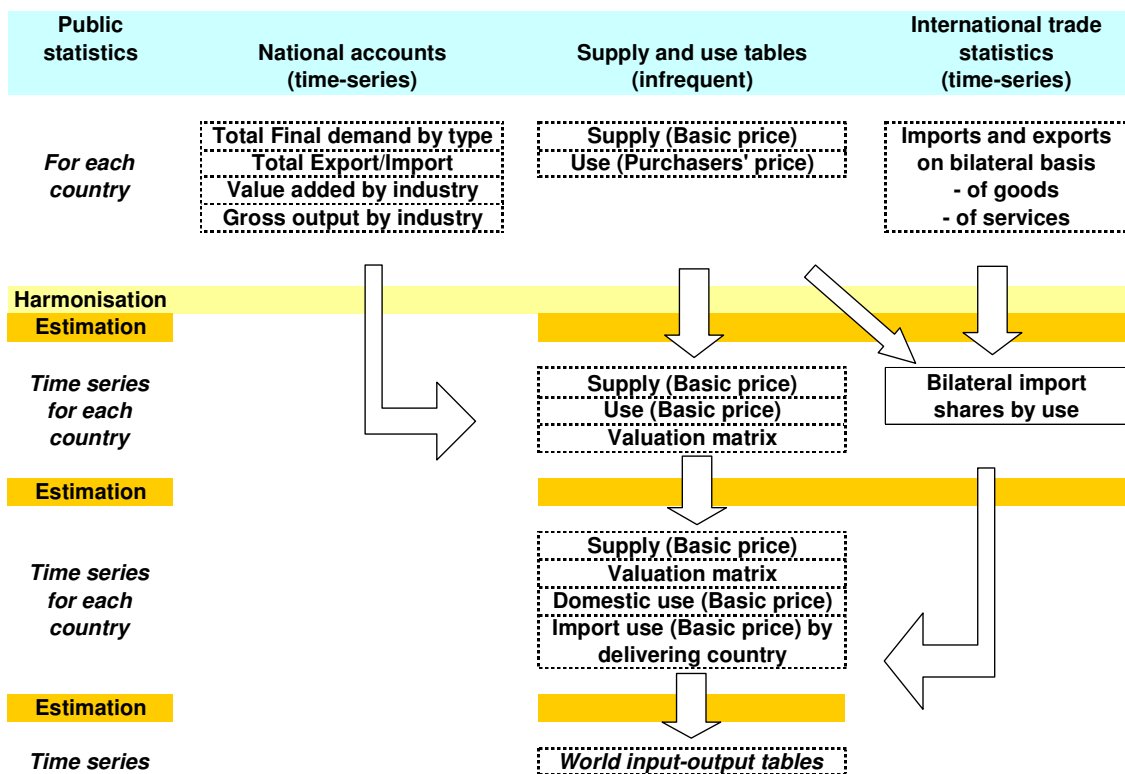 Public
statistics
National accounts
(time-series)
Supply and use tables
(infrequent)
International trade
statistics
(time-series)
For each
country
Total Final demand by type
Total Export/Import
Value added by industry
Gross output by industry
Supply (Basic price)
Use (Purchasers' price)
Imports and exports
on bilateral basis
- of goods
- of services
Harmonisation
Estimation
Time series
for each
country
Supply (Basic price)
Use (Basic price)
Valuation matrix
Bilateral import
shares by use
Estimation
Time series
for each
country
Supply (Basic price)
Valuation matrix
Domestic use (Basic price)
Import use (Basic price) by
delivering country
Estimation
Time series
World input-output tables